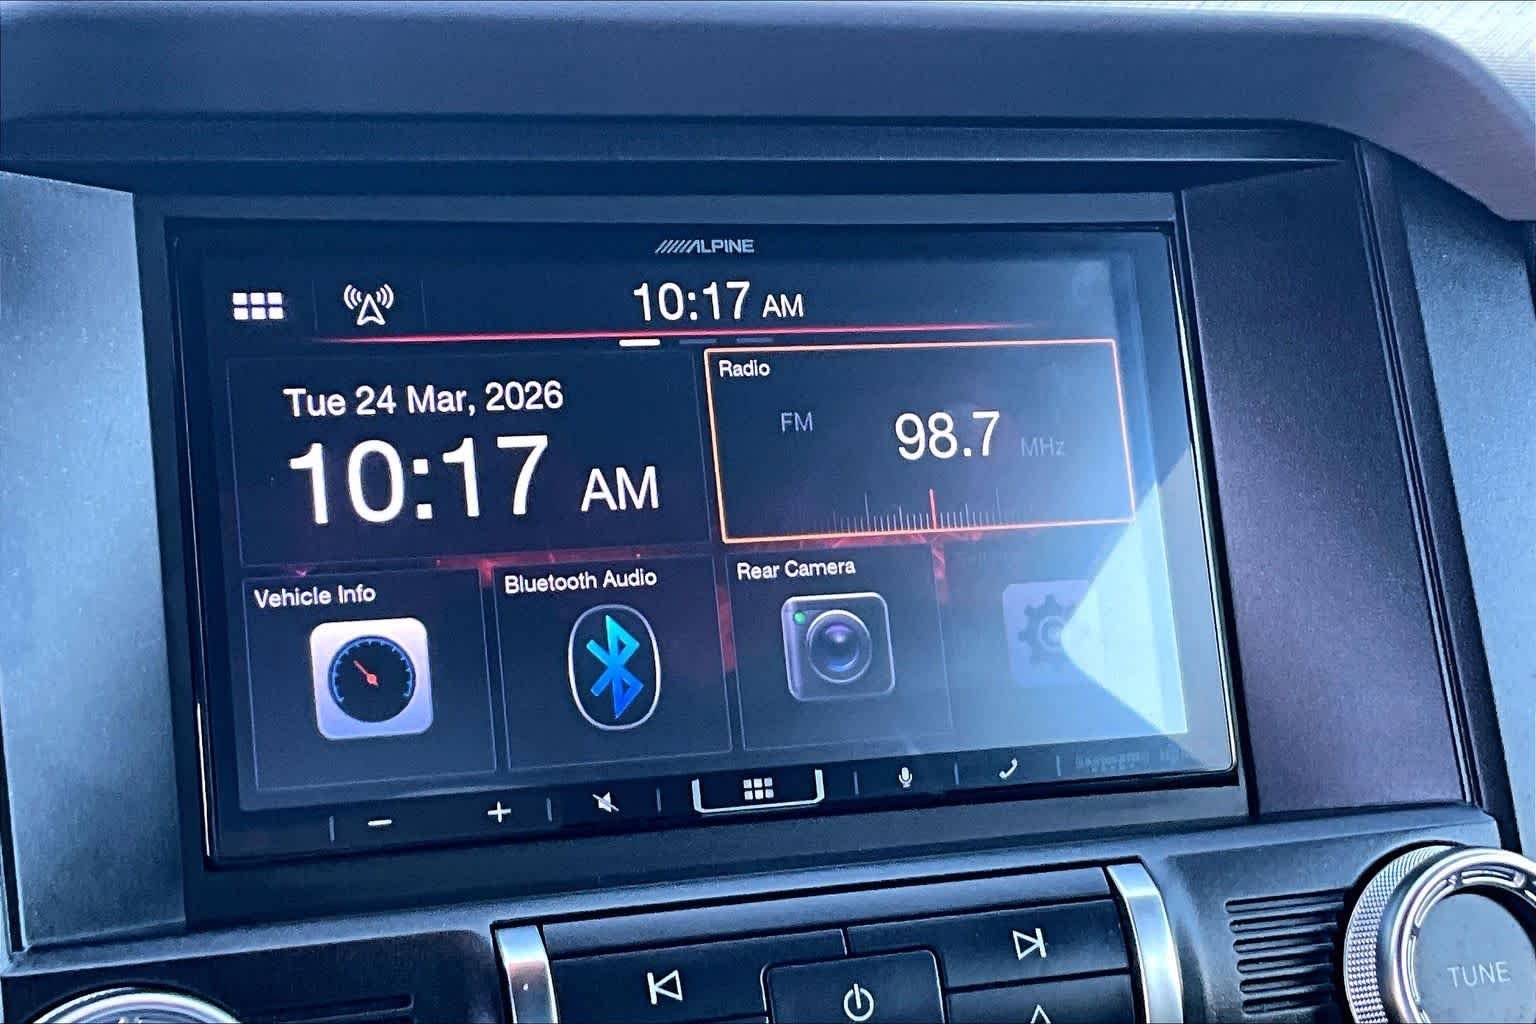 ALPINE
10:17 AM
Tue 24 Mar, 2026
10:17 AM
Radio
FM 98.7 MHz
Vehicle Info
Bluetooth Audio
Rear Camera
TUNE